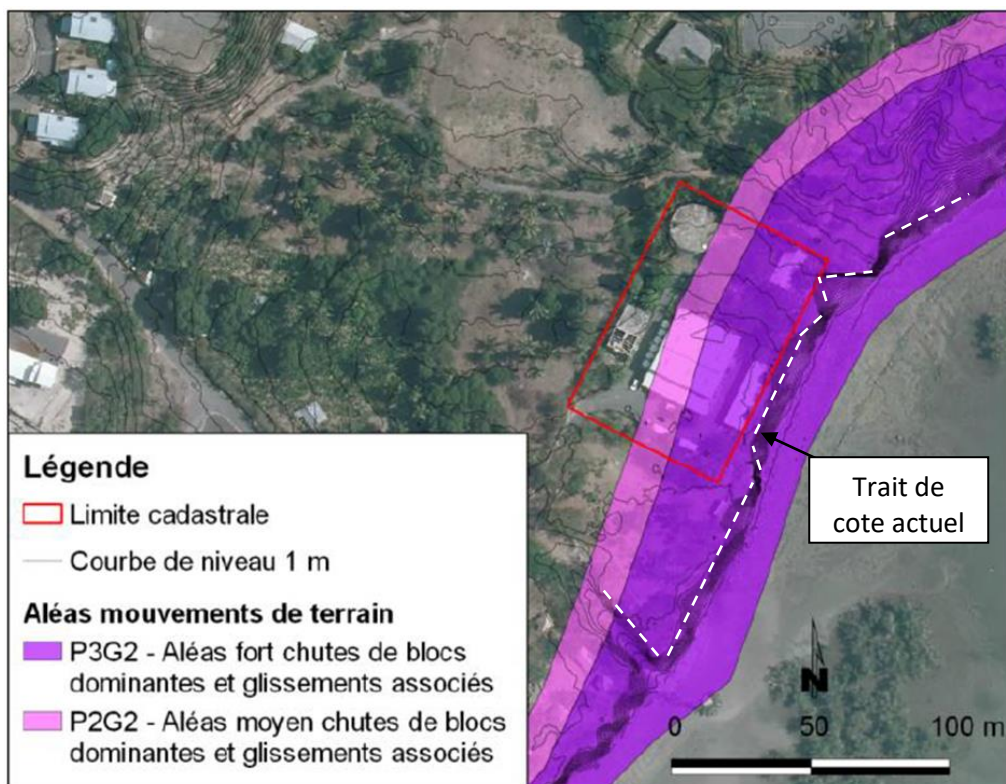 Trait de
cote actuel
Légende
Limite cadastrale
Courbe de niveau 1 m
Aléas mouvements de terrain
P3G2 - Aléas fort chutes de blocs
dominantes et glissements associés
P2G2 - Aléas moyen chutes de blocs
dominantes et glissements associés
N
0 50 100 m